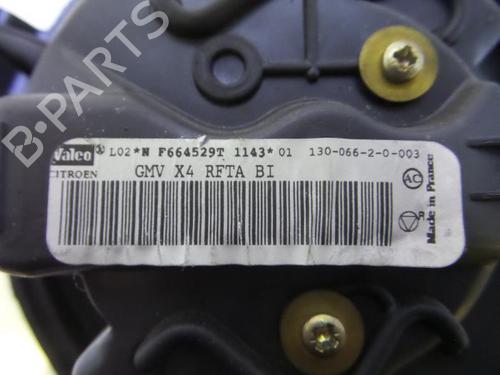 B-PARTS
Valeo® L02*N F664529T 1143*01 130-066-2-0-003
CITROEN GMV X4 RFTA BI
AC
R
Made in France